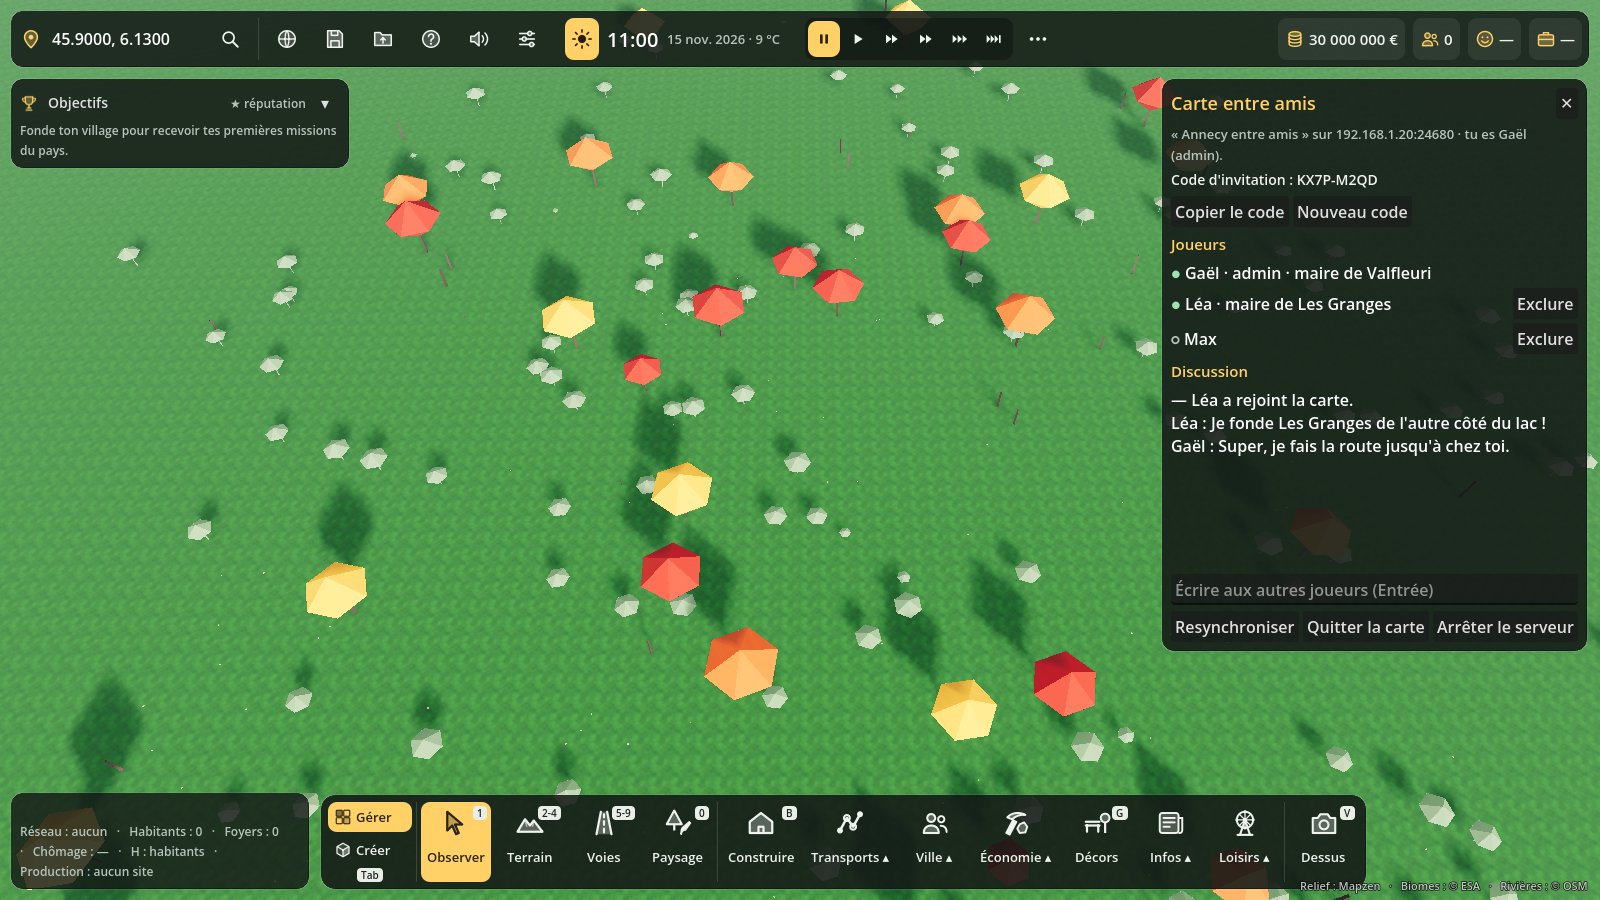 45.9000, 6.1300
11:00 15 nov. 2026 · 9 °C
30 000 000 €
0
—
—
Objectifs ★ réputation ▼
Fonde ton village pour recevoir tes premières missions
du pays.
Carte entre amis ✕
« Annecy entre amis » sur 192.168.1.20:24680 · tu es Gaël
(admin).
Code d'invitation : KX7P-M2QD
Copier le code Nouveau code
Joueurs
● Gaël · admin · maire de Valfleuri
● Léa · maire de Les Granges Exclure
○ Max Exclure
Discussion
— Léa a rejoint la carte.
Léa : Je fonde Les Granges de l'autre côté du lac !
Gaël : Super, je fais la route jusqu'à chez toi.
Écrire aux autres joueurs (Entrée)
Resynchroniser Quitter la carte Arrêter le serveur
Réseau : aucun · Habitants : 0 · Foyers : 0
· Chômage : — · H : habitants ·
Production : aucun site
Gérer
Créer
Tab
1
Observer
2-4
Terrain
5-9
Voies
0
Paysage
B
Construire
Transports ▴
Ville ▴
Économie ▴
G
Décors
Infos ▴
Loisirs ▴
V
Dessus
Relief : Mapzen · Biomes : © ESA · Rivières : © OSM